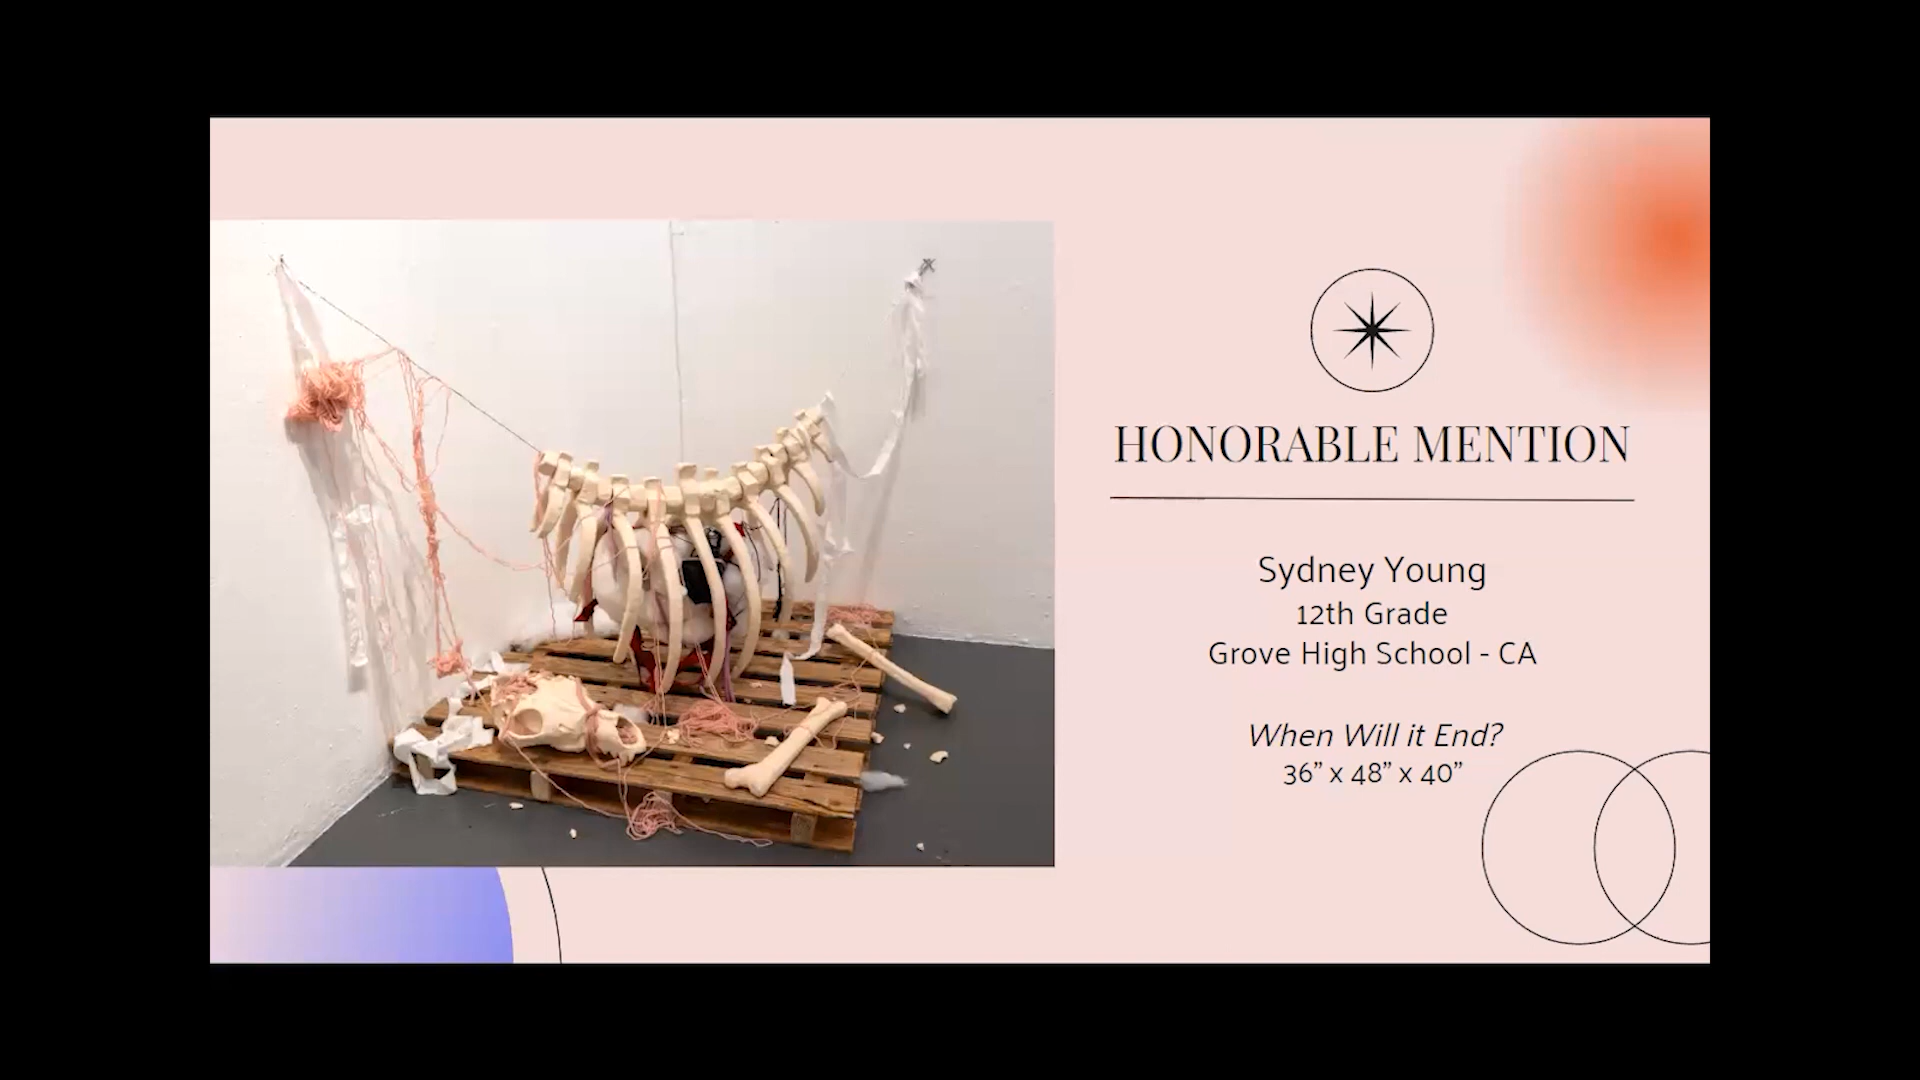 HONORABLE MENTION
Sydney Young
12th Grade
Grove High School - CA
When Will it End?
36” x 48” x 40”